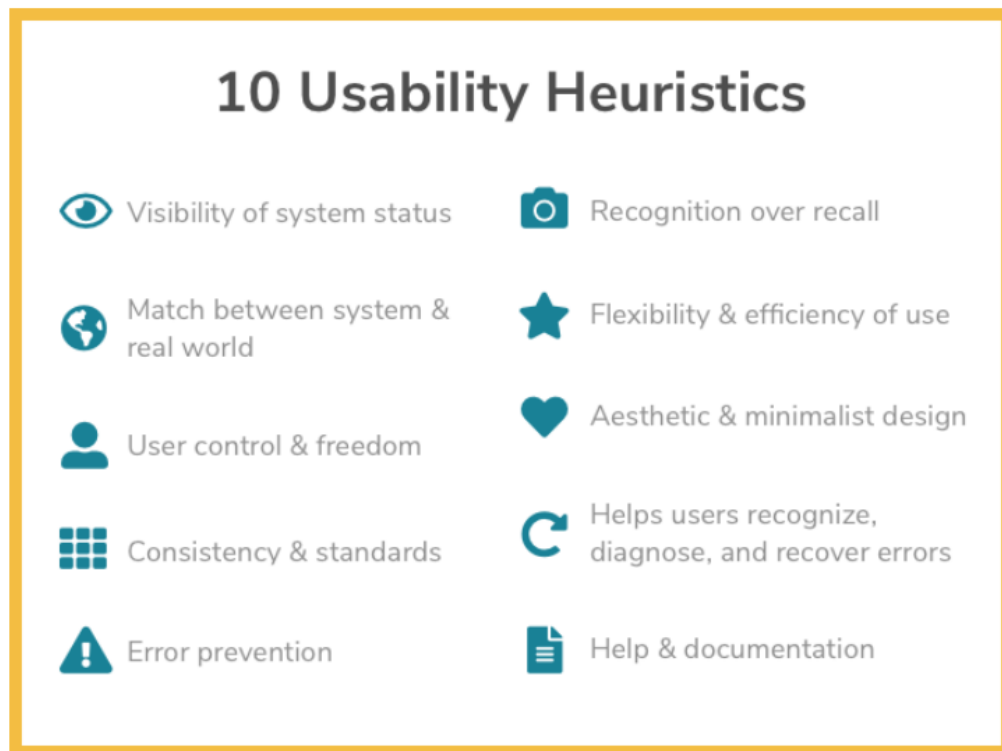 10 Usability Heuristics
Visibility of system status
Match between system &
real world
User control & freedom
Consistency & standards
Error prevention
Recognition over recall
Flexibility & efficiency of use
Aesthetic & minimalist design
Helps users recognize,
diagnose, and recover errors
Help & documentation